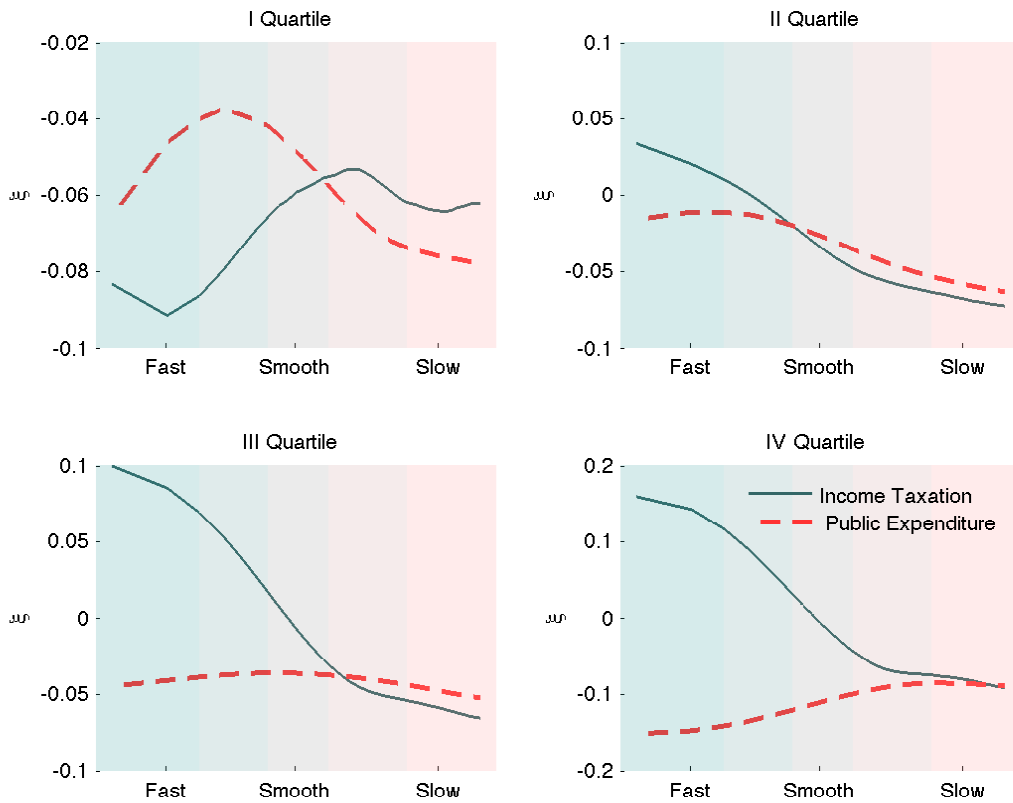 I Quartile
-0.02
-0.04
-0.06
-0.08
-0.1
ξ
Fast Smooth Slow
II Quartile
0.1
0.05
0
-0.05
-0.1
ξ
Fast Smooth Slow
III Quartile
0.1
0.05
0
-0.05
-0.1
ξ
Fast Smooth Slow
IV Quartile
0.2
0.1
0
-0.1
-0.2
ξ
Income Taxation
Public Expenditure
Fast Smooth Slow